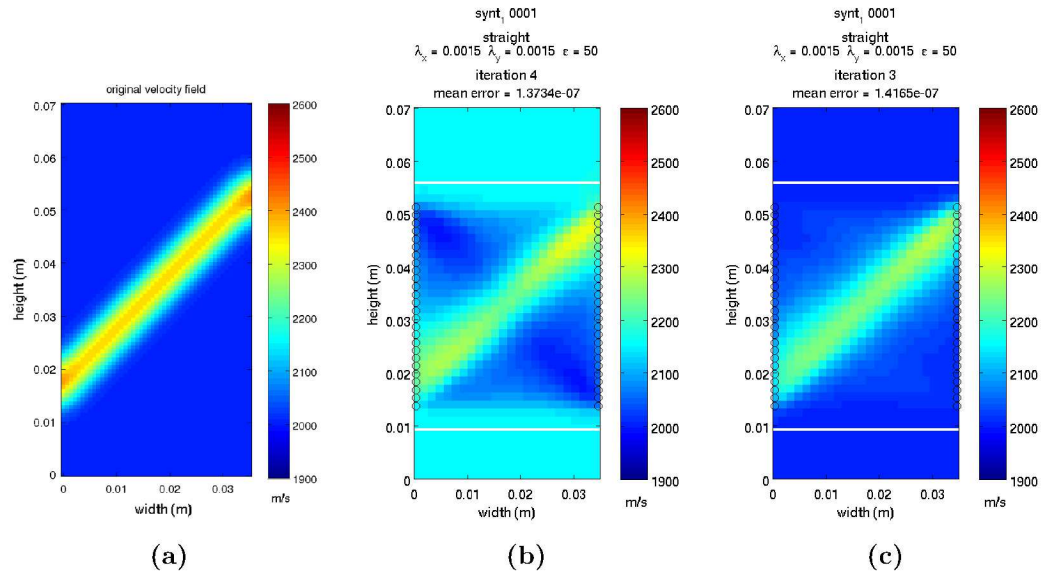 original velocity field
0.07
0.06
0.05
0.04
0.03
0.02
0.01
0
height (m)
0 0.01 0.02 0.03
width (m)
2600
2500
2400
2300
2200
2100
2000
1900
m/s
(a)
synt₁ 0001
straight
λx = 0.0015 λy = 0.0015 ε = 50
iteration 4
mean error = 1.3734e-07
0.07
0.06
0.05
0.04
0.03
0.02
0.01
0
height (m)
0 0.01 0.02 0.03
width (m)
2600
2500
2400
2300
2200
2100
2000
1900
m/s
(b)
synt₁ 0001
straight
λx = 0.0015 λy = 0.0015 ε = 50
iteration 3
mean error = 1.4165e-07
0.07
0.06
0.05
0.04
0.03
0.02
0.01
0
height (m)
0 0.01 0.02 0.03
width (m)
2600
2500
2400
2300
2200
2100
2000
1900
m/s
(c)